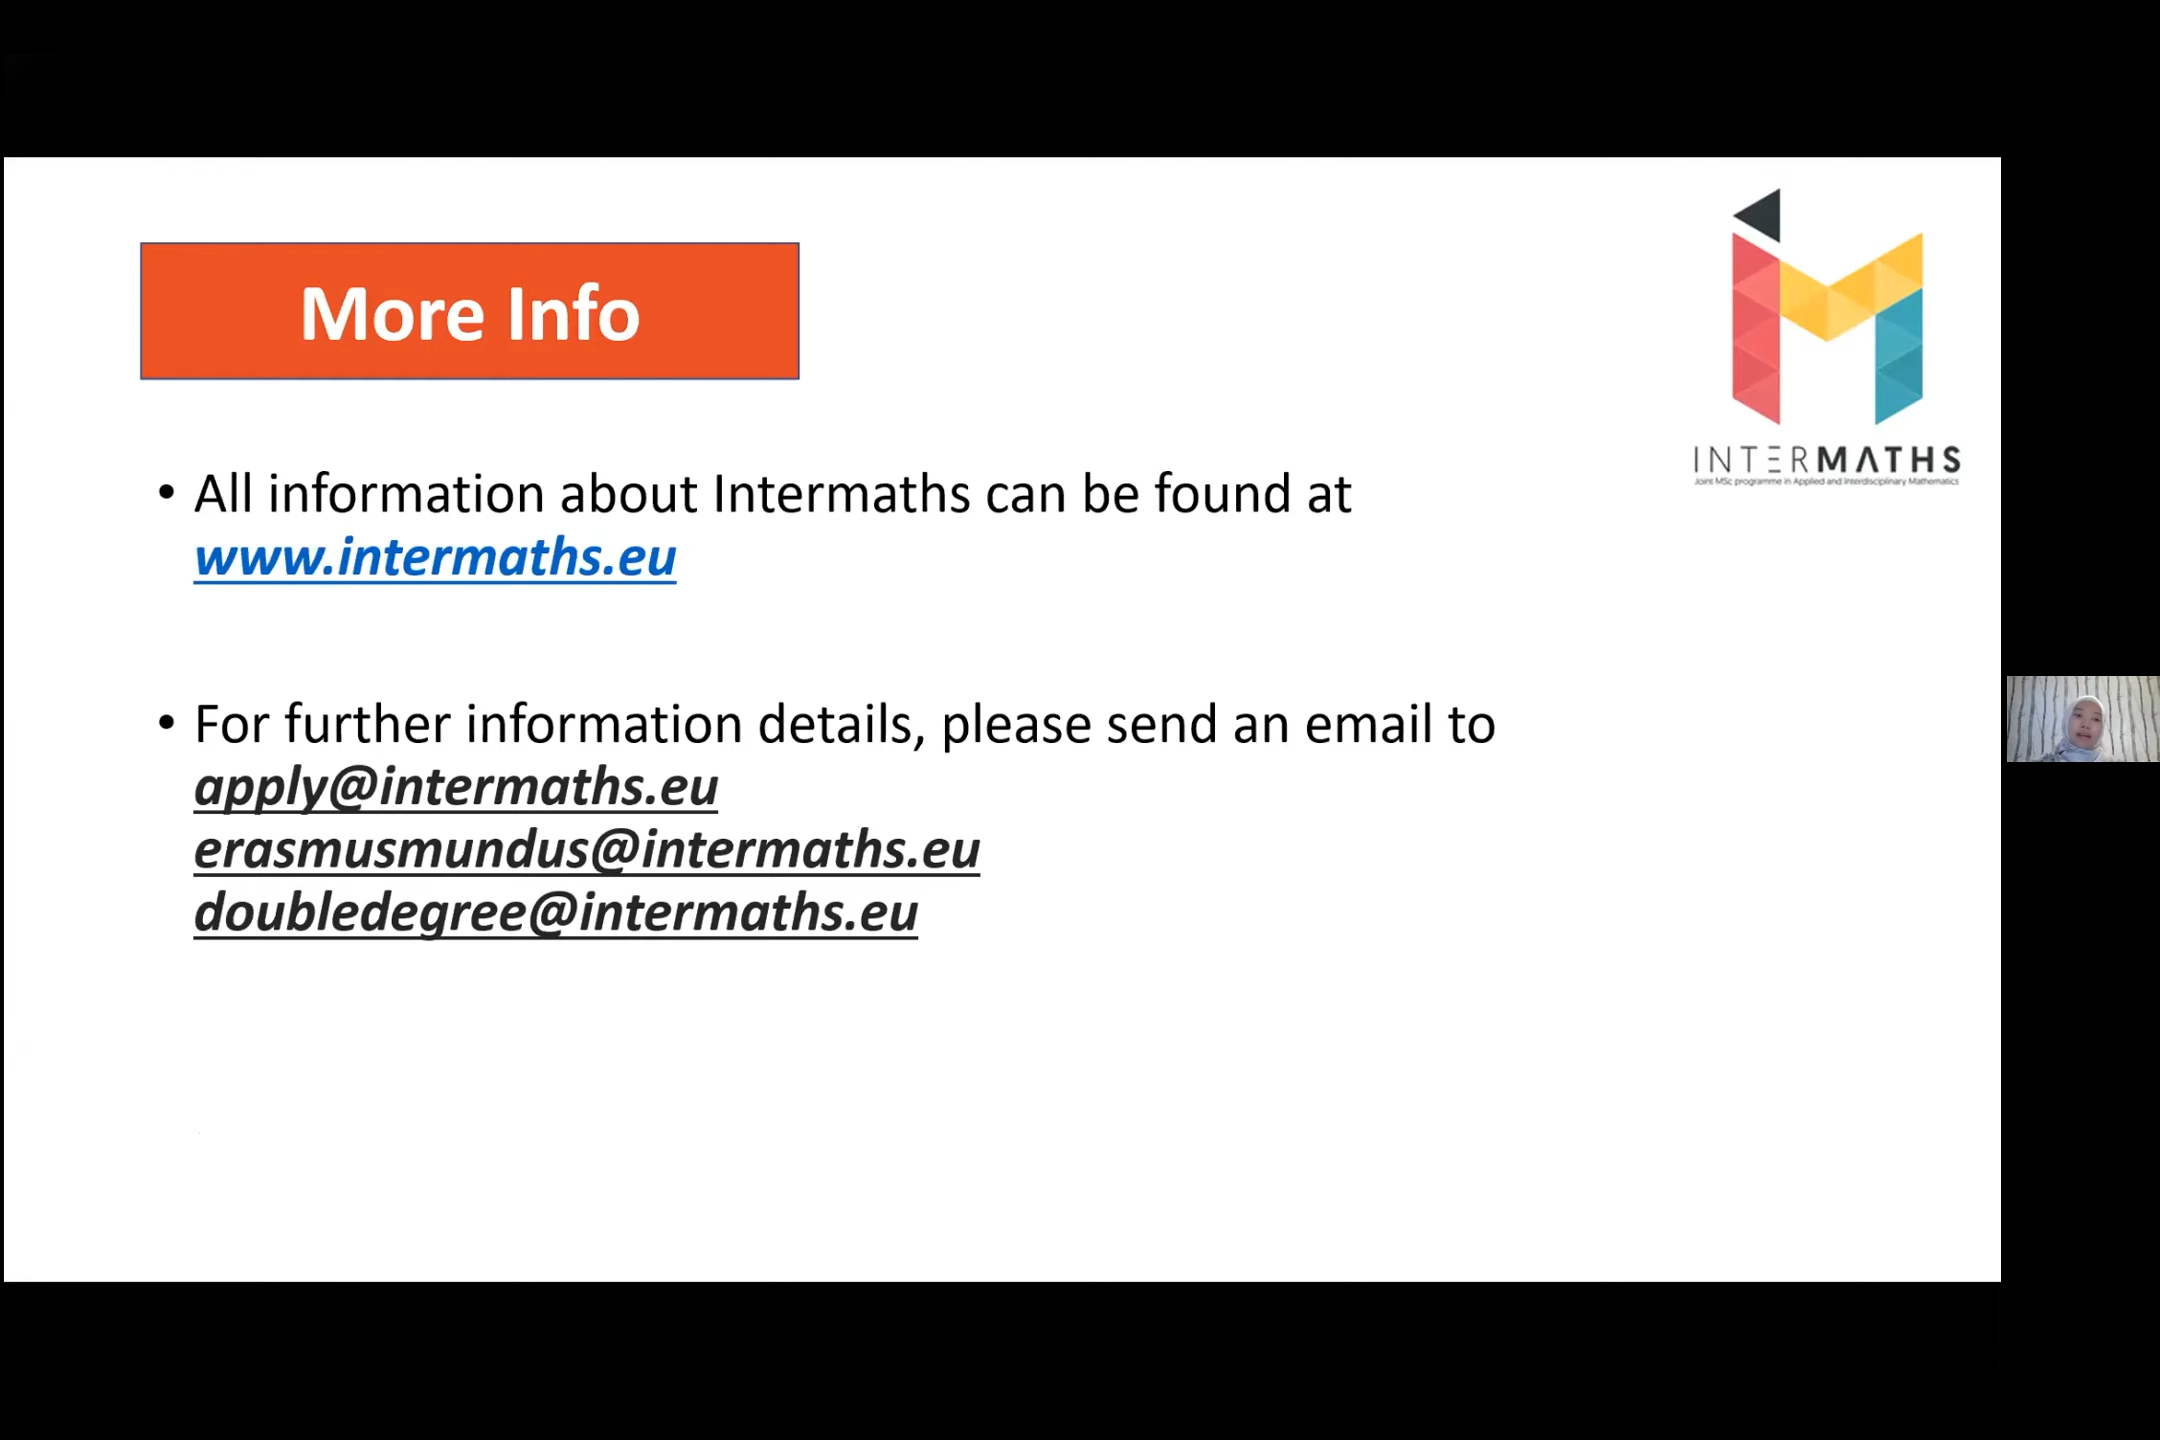 More Info
INTERMATHS
Joint MSc programme in Applied and Interdisciplinary Mathematics
• All information about Intermaths can be found at
www.intermaths.eu
• For further information details, please send an email to
apply@intermaths.eu
erasmusmundus@intermaths.eu
doubledegree@intermaths.eu